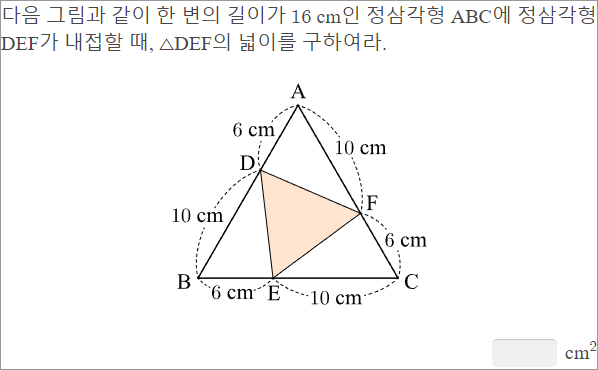 다음 그림과 같이 한 변의 길이가 16 cm인 정삼각형 ABC에 정삼각형
DEF가 내접할 때, △DEF의 넓이를 구하여라.
A
6 cm
10 cm
D
F
10 cm
6 cm
B
6 cm
E
10 cm
C
cm²